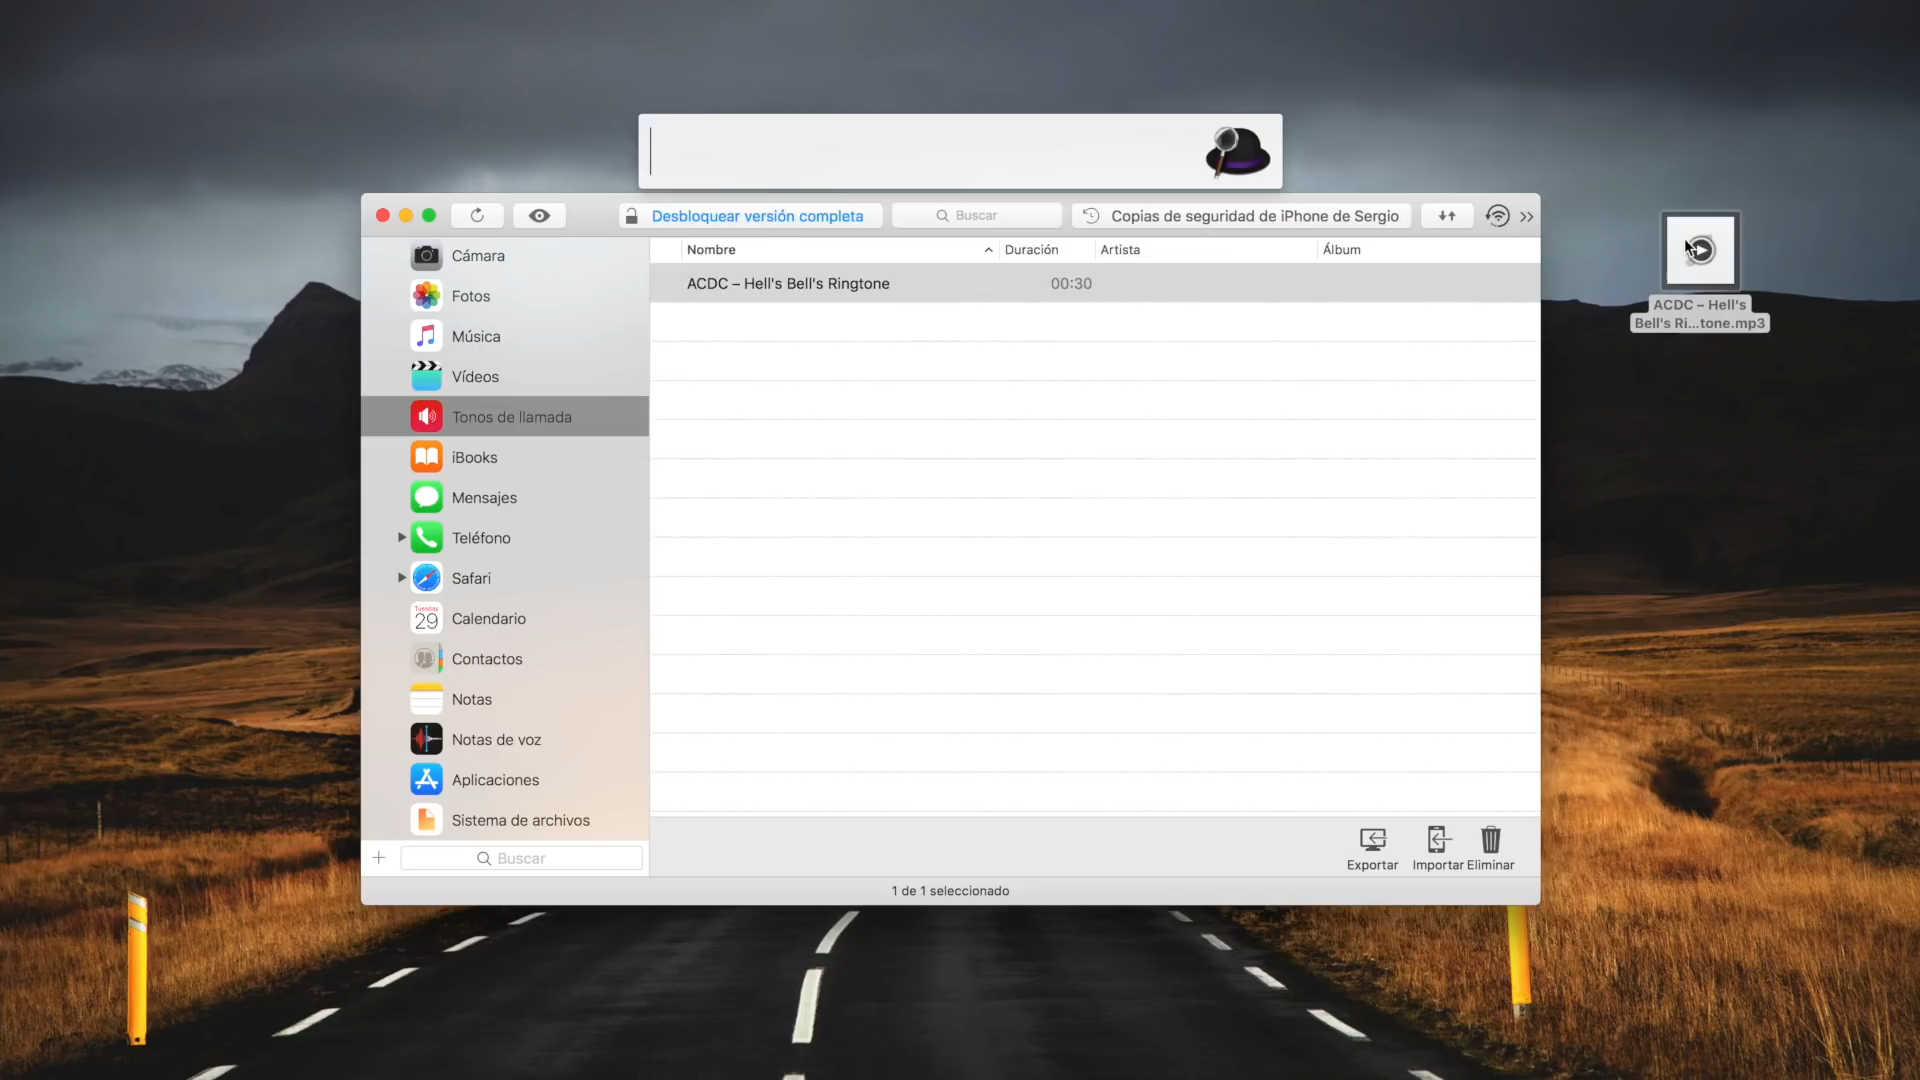 Desbloquear versión completa
Buscar
Copias de seguridad de iPhone de Sergio
Nombre
Duración
Artista
Álbum
ACDC – Hell's Bell's Ringtone
00:30
Cámara
Fotos
Música
Vídeos
Tonos de llamada
iBooks
Mensajes
Teléfono
Safari
Tuesday
29
Calendario
Contactos
Notas
Notas de voz
Aplicaciones
Sistema de archivos
Buscar
Exportar
Importar
Eliminar
1 de 1 seleccionado
ACDC – Hell's
Bell's Ri...tone.mp3